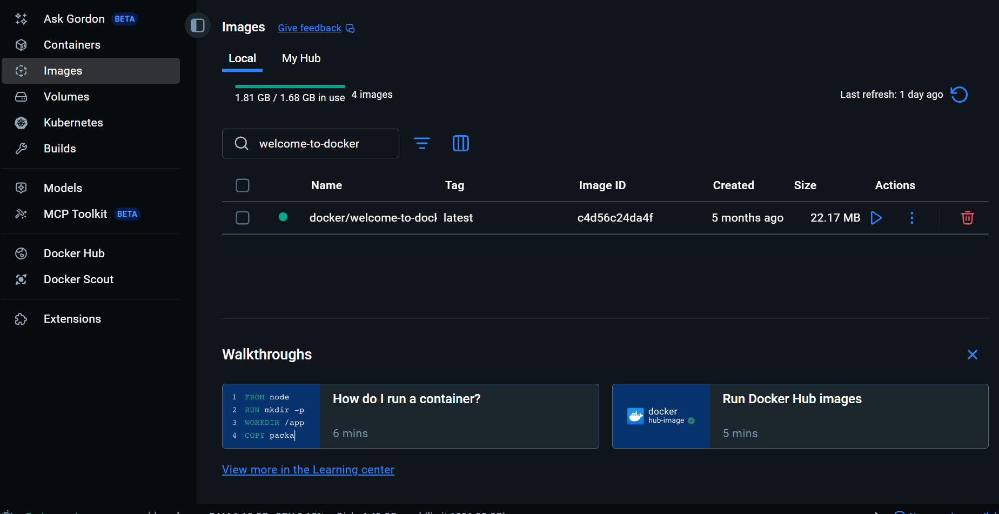 Ask Gordon BETA
Containers
Images
Volumes
Kubernetes
Builds
Models
MCP Toolkit BETA
Docker Hub
Docker Scout
Extensions
Images Give feedback
Local My Hub
1.81 GB / 1.68 GB in use 4 images
Last refresh: 1 day ago
welcome-to-docker
Name Tag Image ID Created Size Actions
docker/welcome-to-dock latest c4d56c24da4f 5 months ago 22.17 MB
Walkthroughs
1 FROM node
2 RUN mkdir -p
3 WORKDIR /app
4 COPY packa
How do I run a container?
6 mins
docker
hub-image
Run Docker Hub images
5 mins
View more in the Learning center